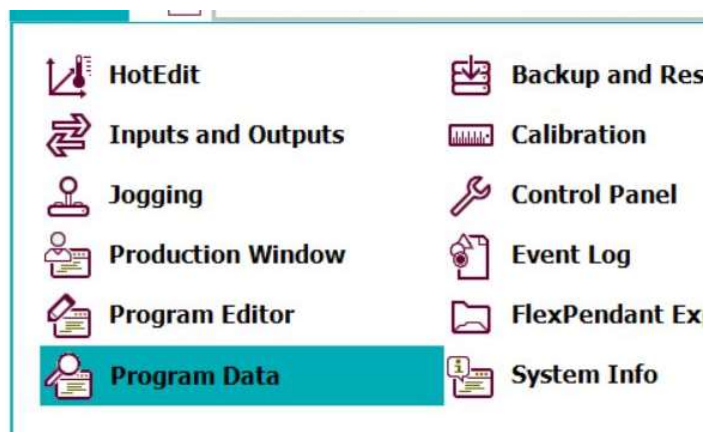 HotEdit
Inputs and Outputs
Jogging
Production Window
Program Editor
Program Data
Backup and Res
Calibration
Control Panel
Event Log
FlexPendant Ex
System Info